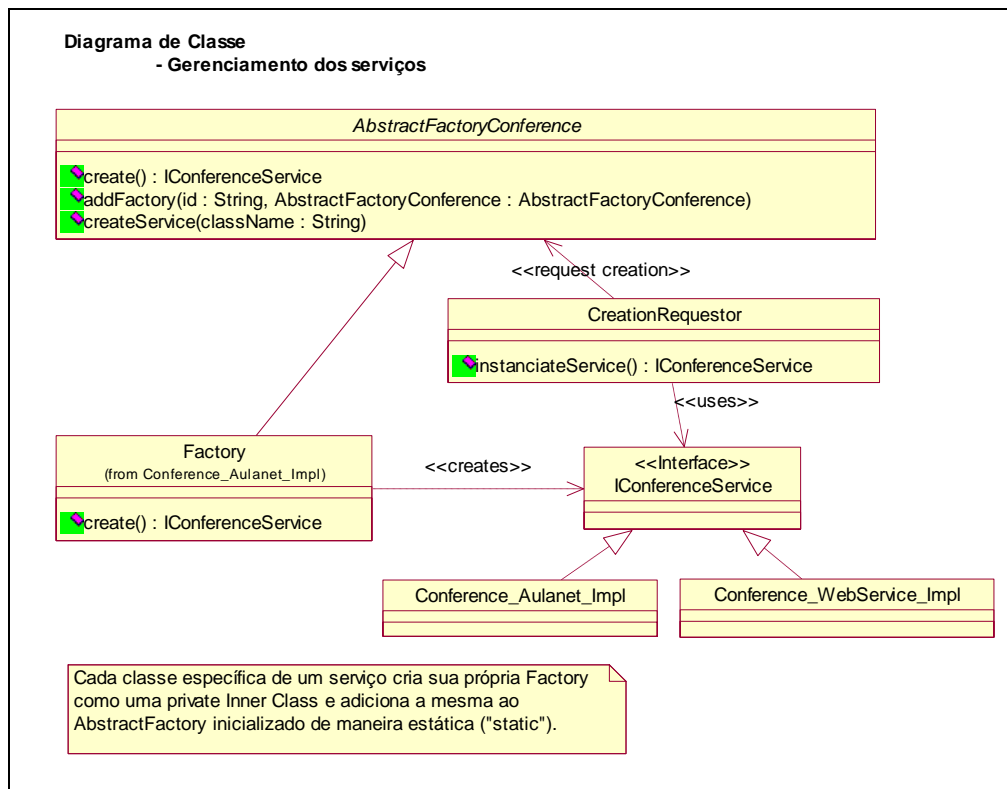 Diagrama de Classe
- Gerenciamento dos serviços
AbstractFactoryConference
create() : IConferenceService
addFactory(id : String, AbstractFactoryConference : AbstractFactoryConference)
createService(className : String)
<<request creation>>
CreationRequestor
instanciateService() : IConferenceService
<<uses>>
Factory
(from Conference_Aulanet_Impl)
create() : IConferenceService
<<creates>>
<<Interface>>
IConferenceService
Conference_Aulanet_Impl
Conference_WebService_Impl
Cada classe específica de um serviço cria sua própria Factory
como uma private Inner Class e adiciona a mesma ao
AbstractFactory inicializado de maneira estática ("static").